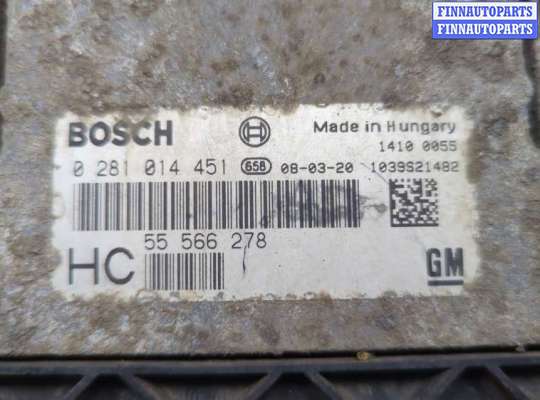 FINNAUTOPARTS
FINNAUTOPARTS
BOSCH
Made in Hungary
1410 0055
0 281 014 451 658 08-03-20 1039S21482
55 566 278
HC
GM